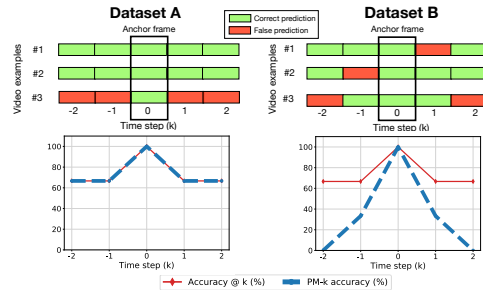 Dataset A
Dataset B
Correct prediction
False prediction
Anchor frame
Anchor frame
Video examples
#1
#2
#3
-2 -1 0 1 2
Time step (k)
Video examples
#1
#2
#3
-2 -1 0 1 2
Time step (k)
100
80
60
40
20
0
-2 -1 0 1 2
Time step (k)
100
80
60
40
20
0
-2 -1 0 1 2
Time step (k)
Accuracy @ k (%)
PM-k accuracy (%)